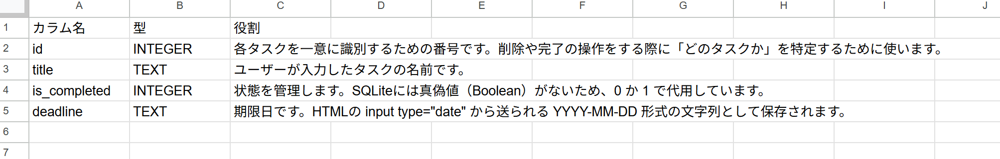 A B C D E F G H I J
1 カラム名 型 役割
2 id INTEGER 各タスクを一意に識別するための番号です。削除や完了の操作をする際に「どのタスクか」を特定するために使います。
3 title TEXT ユーザーが入力したタスクの名前です。
4 is_completed INTEGER 状態を管理します。SQLiteには真偽値（Boolean）がないため、0 か 1 で代用しています。
5 deadline TEXT 期限日です。HTMLの input type="date" から送られる YYYY-MM-DD 形式の文字列として保存されます。
6
7